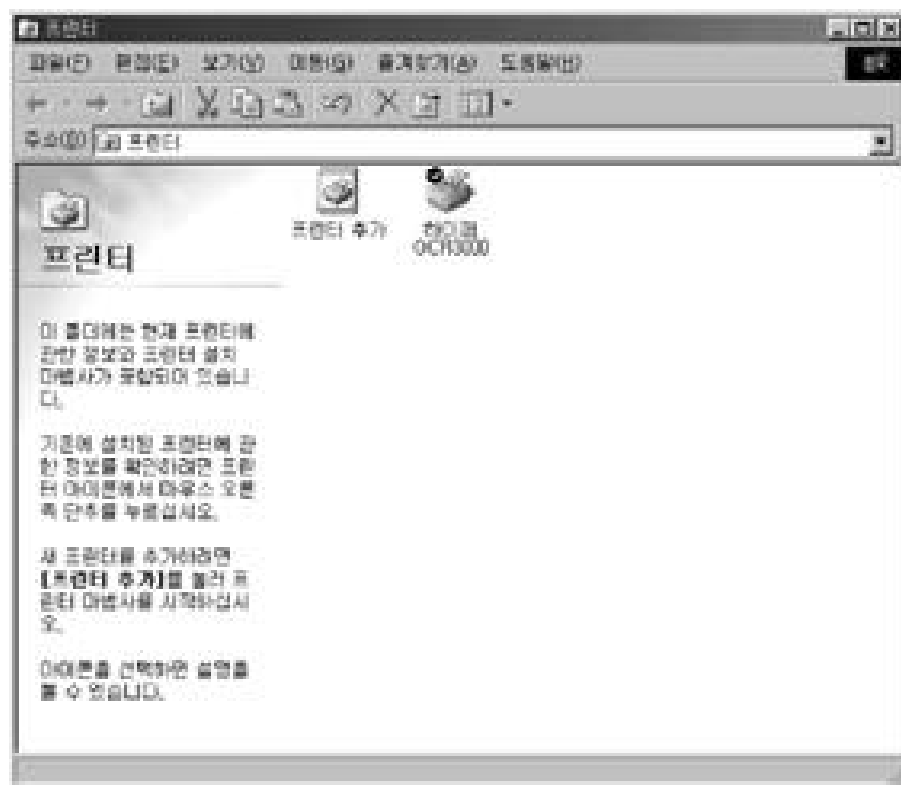 프린터
파일(F) 편집(E) 보기(V) 이동(G) 즐겨찾기(A) 도움말(H)
주소(D) 프린터
프린터 추가
프린터
이 폴더에는 현재 프린터에
관한 정보와 프린터 설치
마법사가 포함되어 있습니
다.
기존에 설치된 프린터에 관
한 정보를 확인하려면 프린
터 아이콘에서 마우스 오른
쪽 단추를 누르십시오.
새 프린터를 추가하려면
[프린터 추가]를 눌러 프
린터 마법사를 시작하십시
오.
아이콘을 선택하면 설명을
볼 수 있습니다.